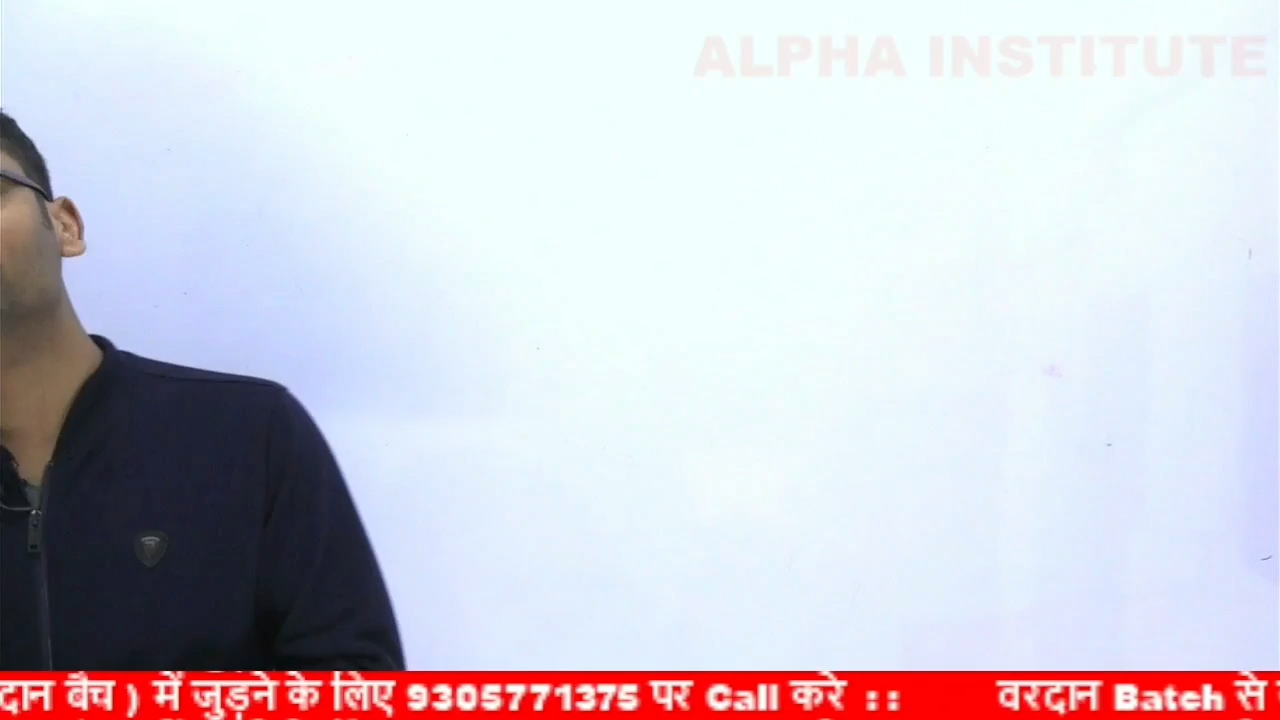 ALPHA INSTITUTE
दान बैच ) में जुड़ने के लिए 9305771375 पर Call करे : : वरदान Batch से